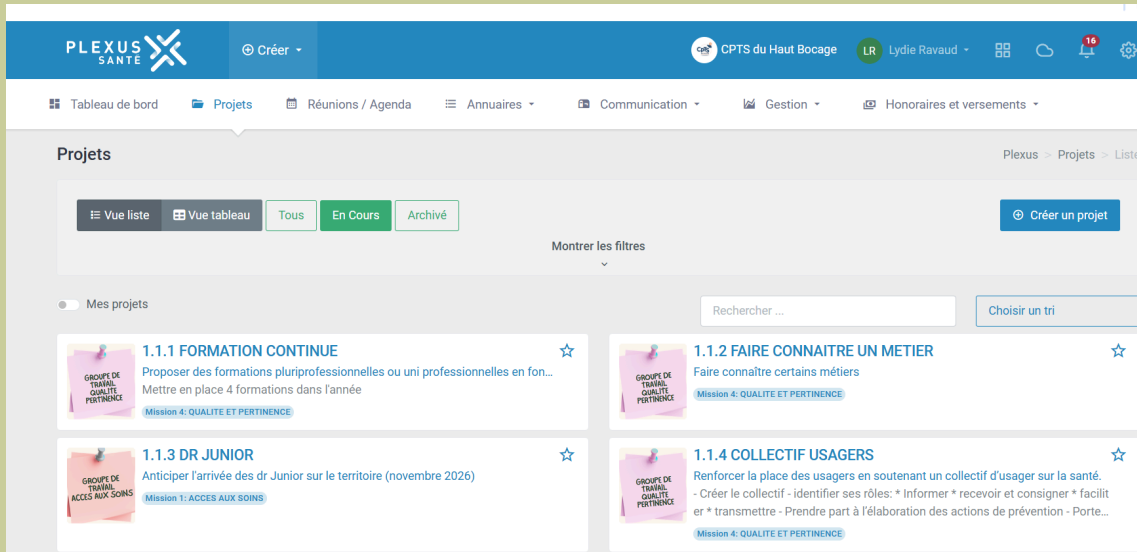 PLEXUS
SANTÉ
Créer
CPTS
CPTS du Haut Bocage
LR
Lydie Ravaud
16
Tableau de bord
Projets
Réunions / Agenda
Annuaires
Communication
Gestion
Honoraires et versements
Projets
Plexus > Projets > Liste
Vue liste
Vue tableau
Tous
En Cours
Archivé
Créer un projet
Montrer les filtres
Mes projets
Rechercher ...
Choisir un tri
GROUPE DE
TRAVAIL
QUALITE
PERTINENCE
1.1.1 FORMATION CONTINUE
Proposer des formations pluriprofessionnelles ou uni professionnelles en fon...
Mettre en place 4 formations dans l'année
Mission 4: QUALITE ET PERTINENCE
GROUPE DE
TRAVAIL
QUALITE
PERTINENCE
1.1.2 FAIRE CONNAITRE UN METIER
Faire connaître certains métiers
Mission 4: QUALITE ET PERTINENCE
GROUPE DE
TRAVAIL
ACCES AUX SOINS
1.1.3 DR JUNIOR
Anticiper l'arrivée des dr Junior sur le territoire (novembre 2026)
Mission 1: ACCES AUX SOINS
GROUPE DE
TRAVAIL
QUALITE
PERTINENCE
1.1.4 COLLECTIF USAGERS
Renforcer la place des usagers en soutenant un collectif d'usager sur la santé.
- Créer le collectif - identifier ses rôles: * Informer * recevoir et consigner * facilit
er * transmettre - Prendre part à l'élaboration des actions de prévention - Porte...
Mission 4: QUALITE ET PERTINENCE